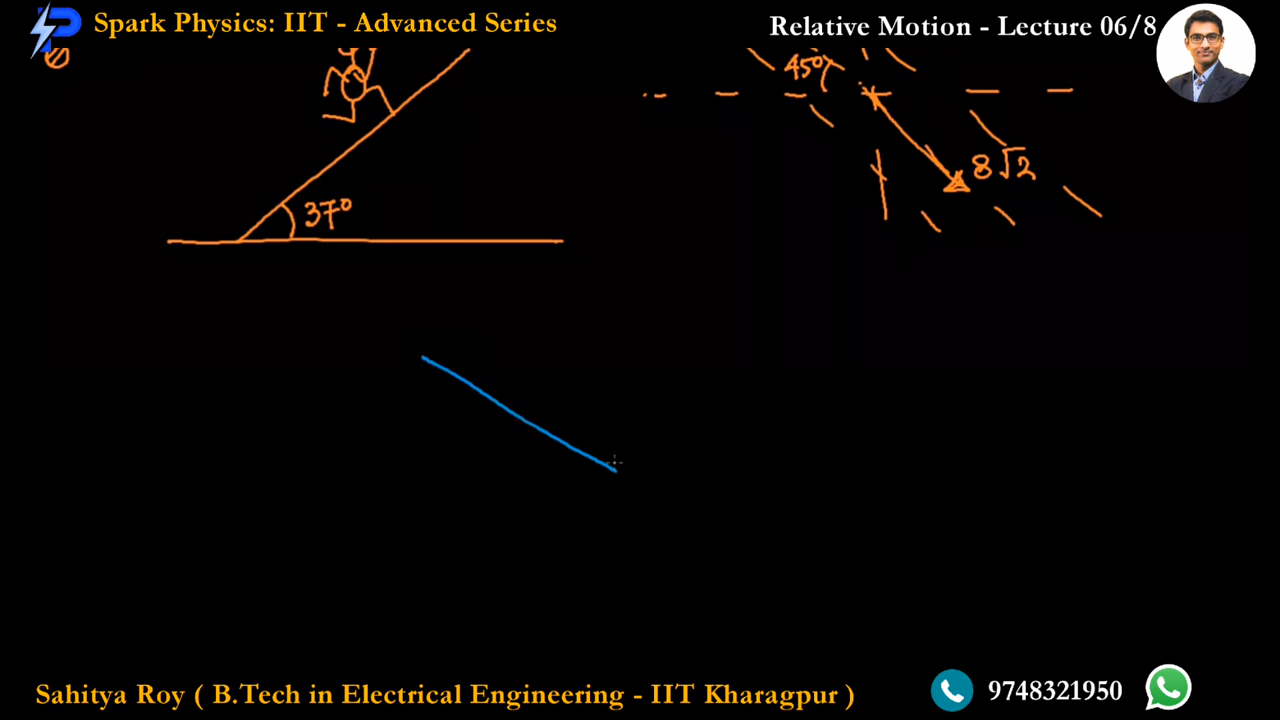 Spark Physics: IIT - Advanced Series
Relative Motion - Lecture 06/8
45°
8√2
37°
Sahitya Roy ( B.Tech in Electrical Engineering - IIT Kharagpur )
9748321950